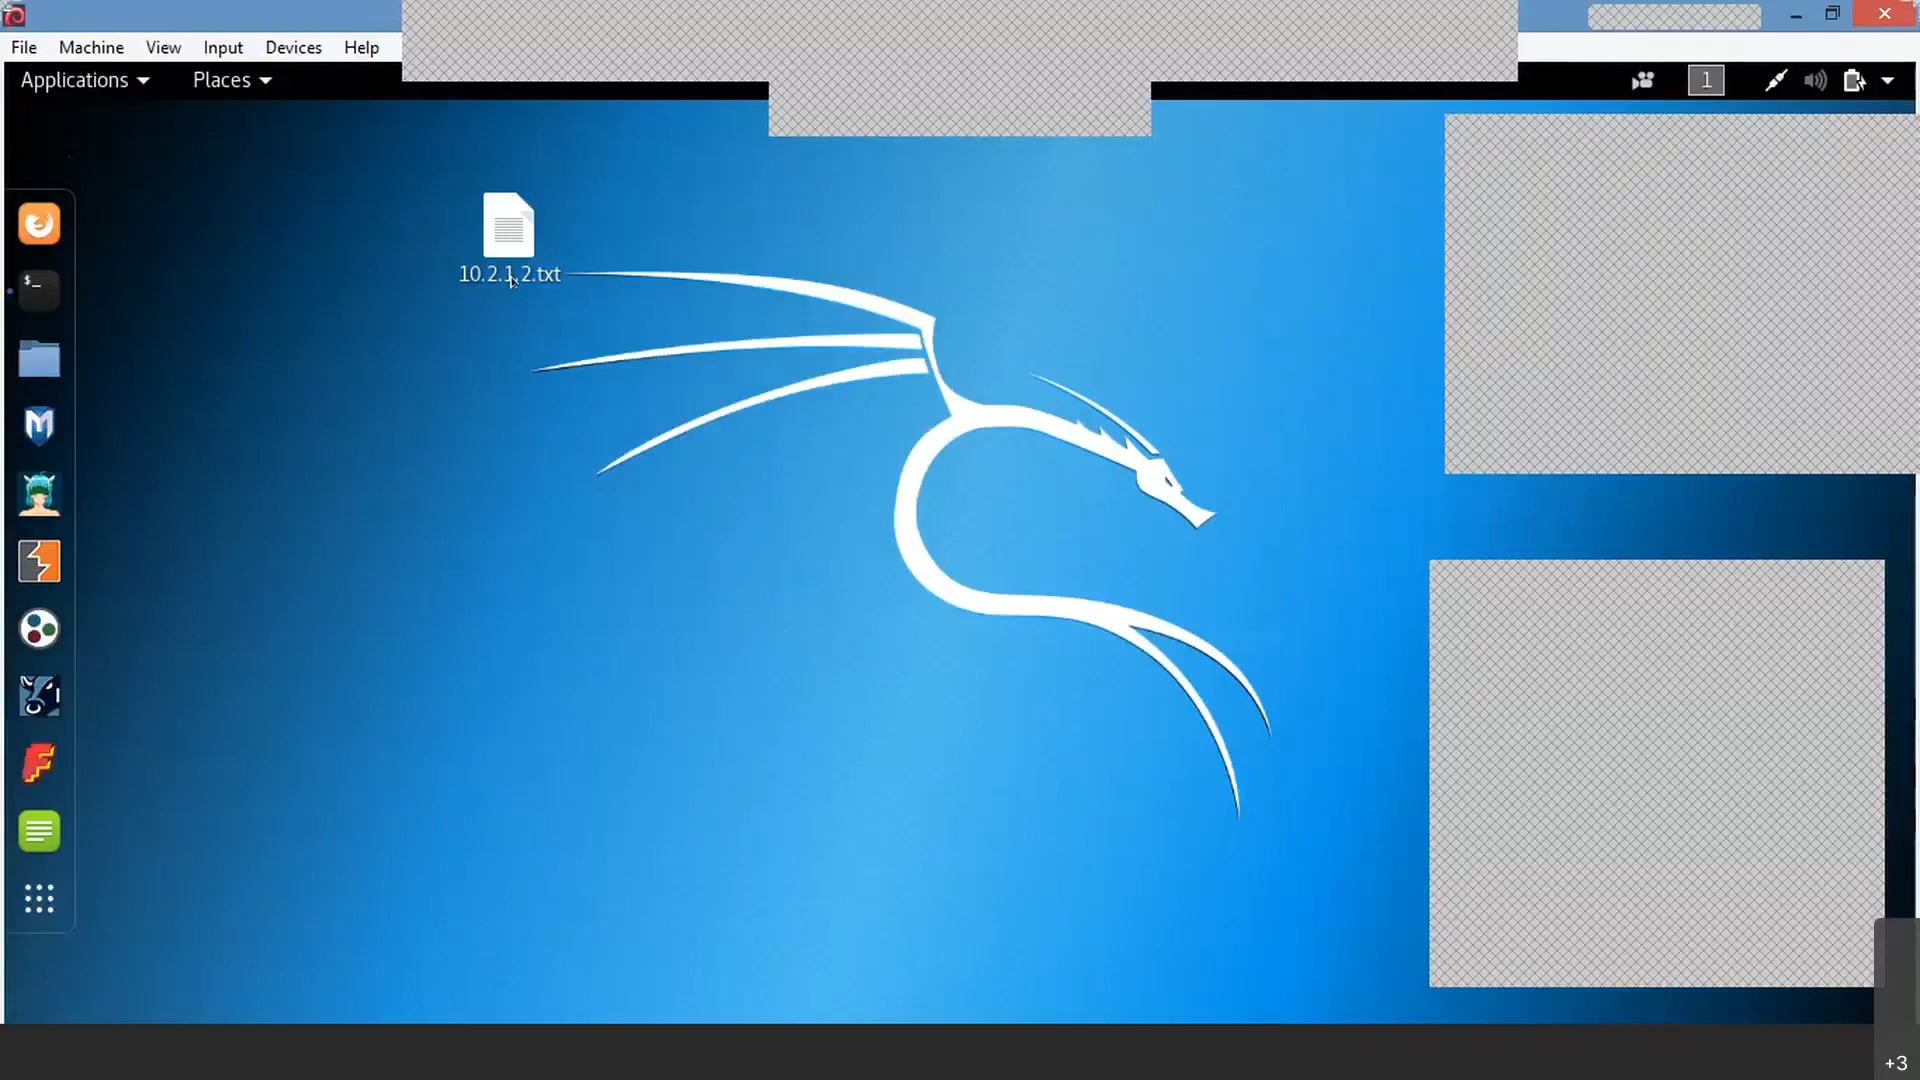 File Machine View Input Devices Help
Applications Places 1
$_
10.2.1.2.txt
+3